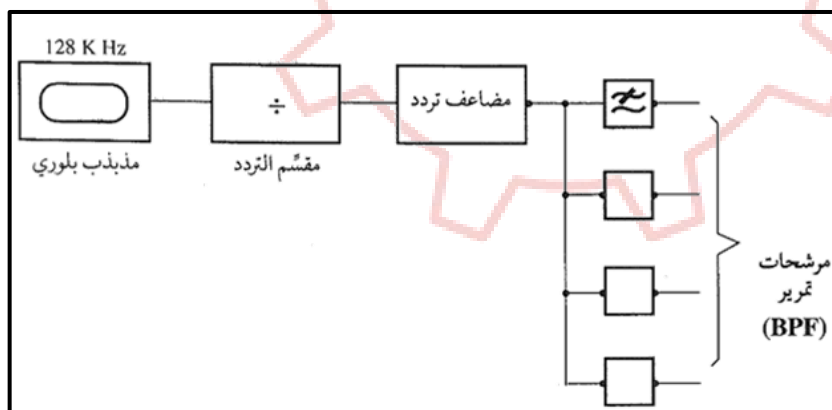 128 K Hz
مذبذب بلوري
÷
مقسِّم التردد
مضاعف تردد
مرشحات
تمرير
(BPF)